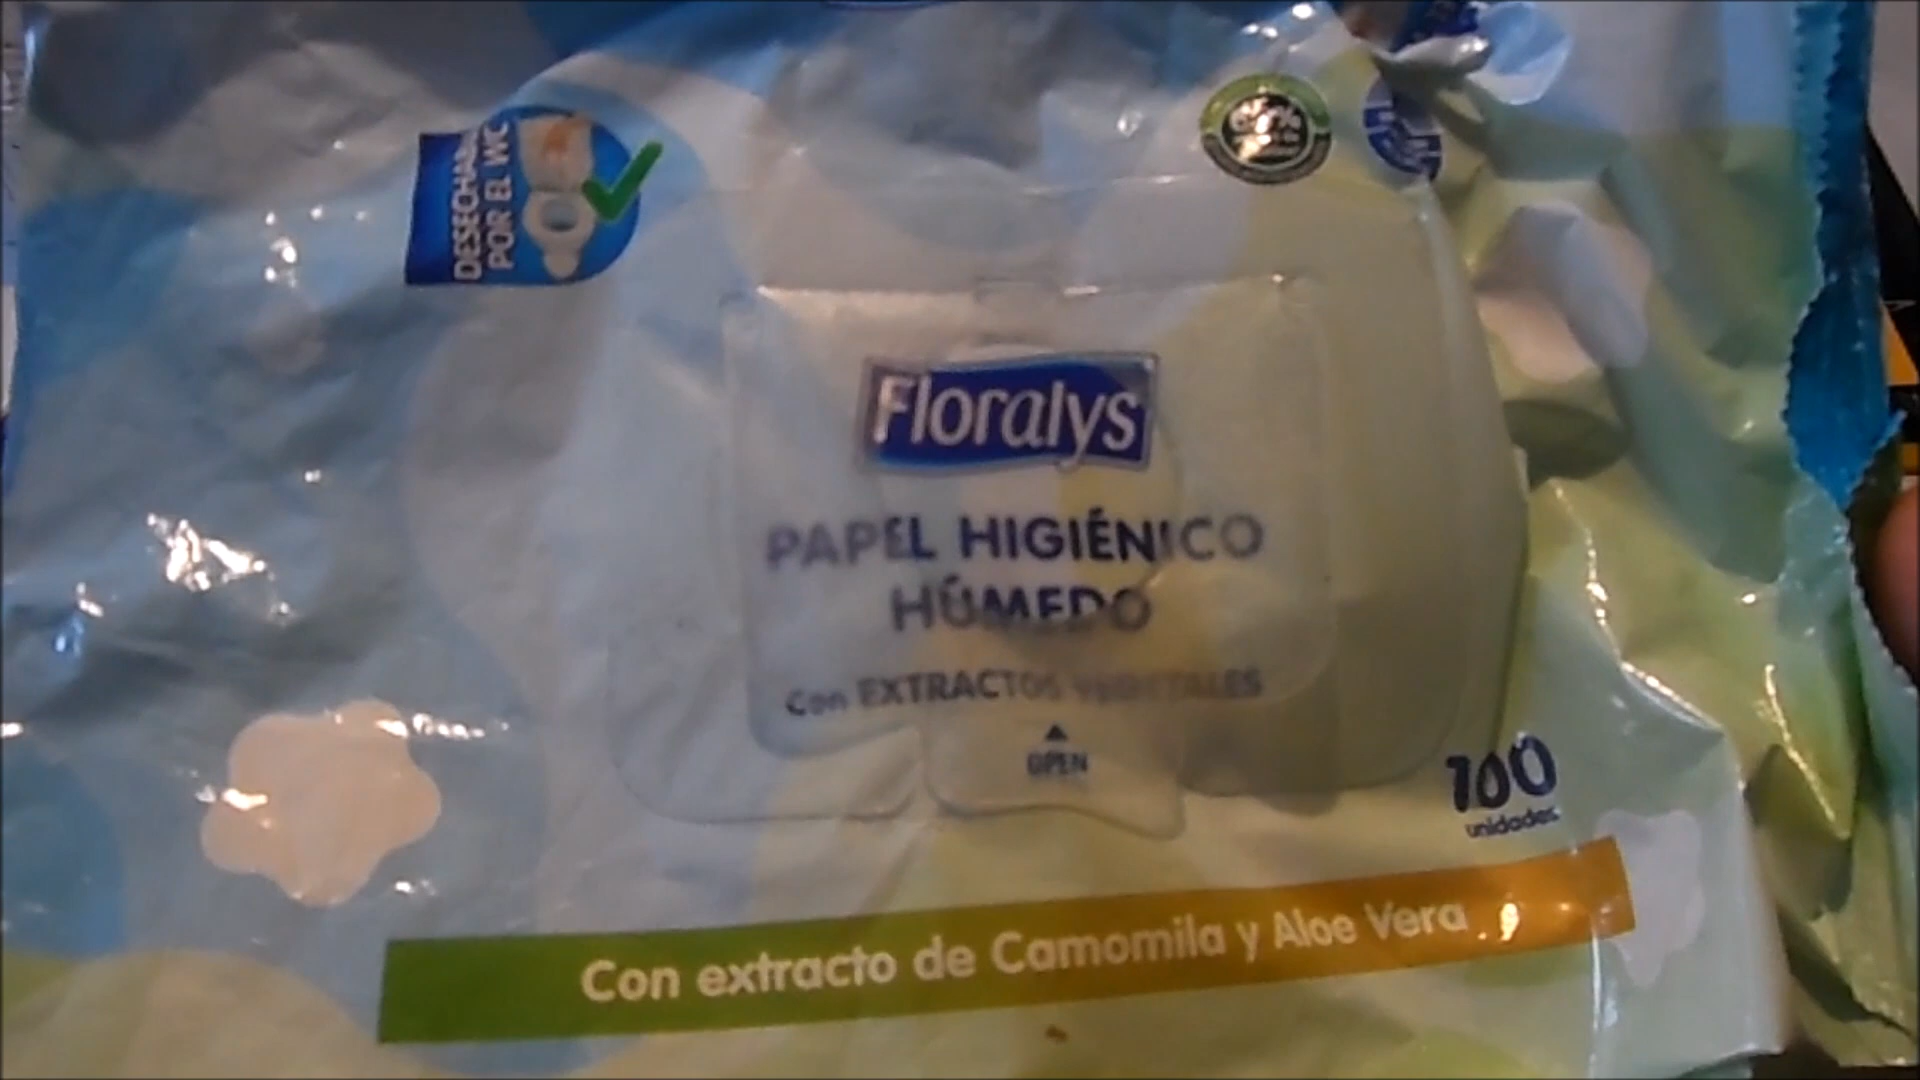 DESECHABLE
POR EL WC
Floralys
PAPEL HIGIÉNICO
HÚMEDO
Con EXTRACTOS VEGETALES
OPEN
100
unidades
Con extracto de Camomila y Aloe Vera